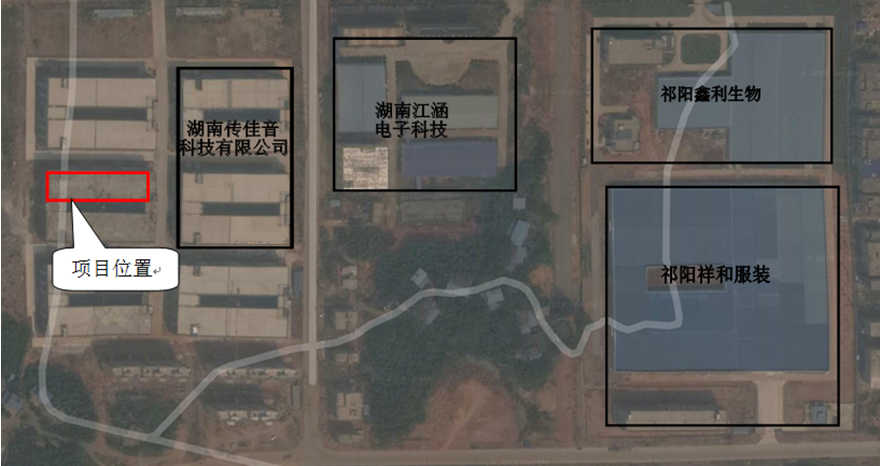 湖南传佳音
科技有限公司
湖南江涵
电子科技
祁阳鑫利生物
项目位置
祁阳祥和服装